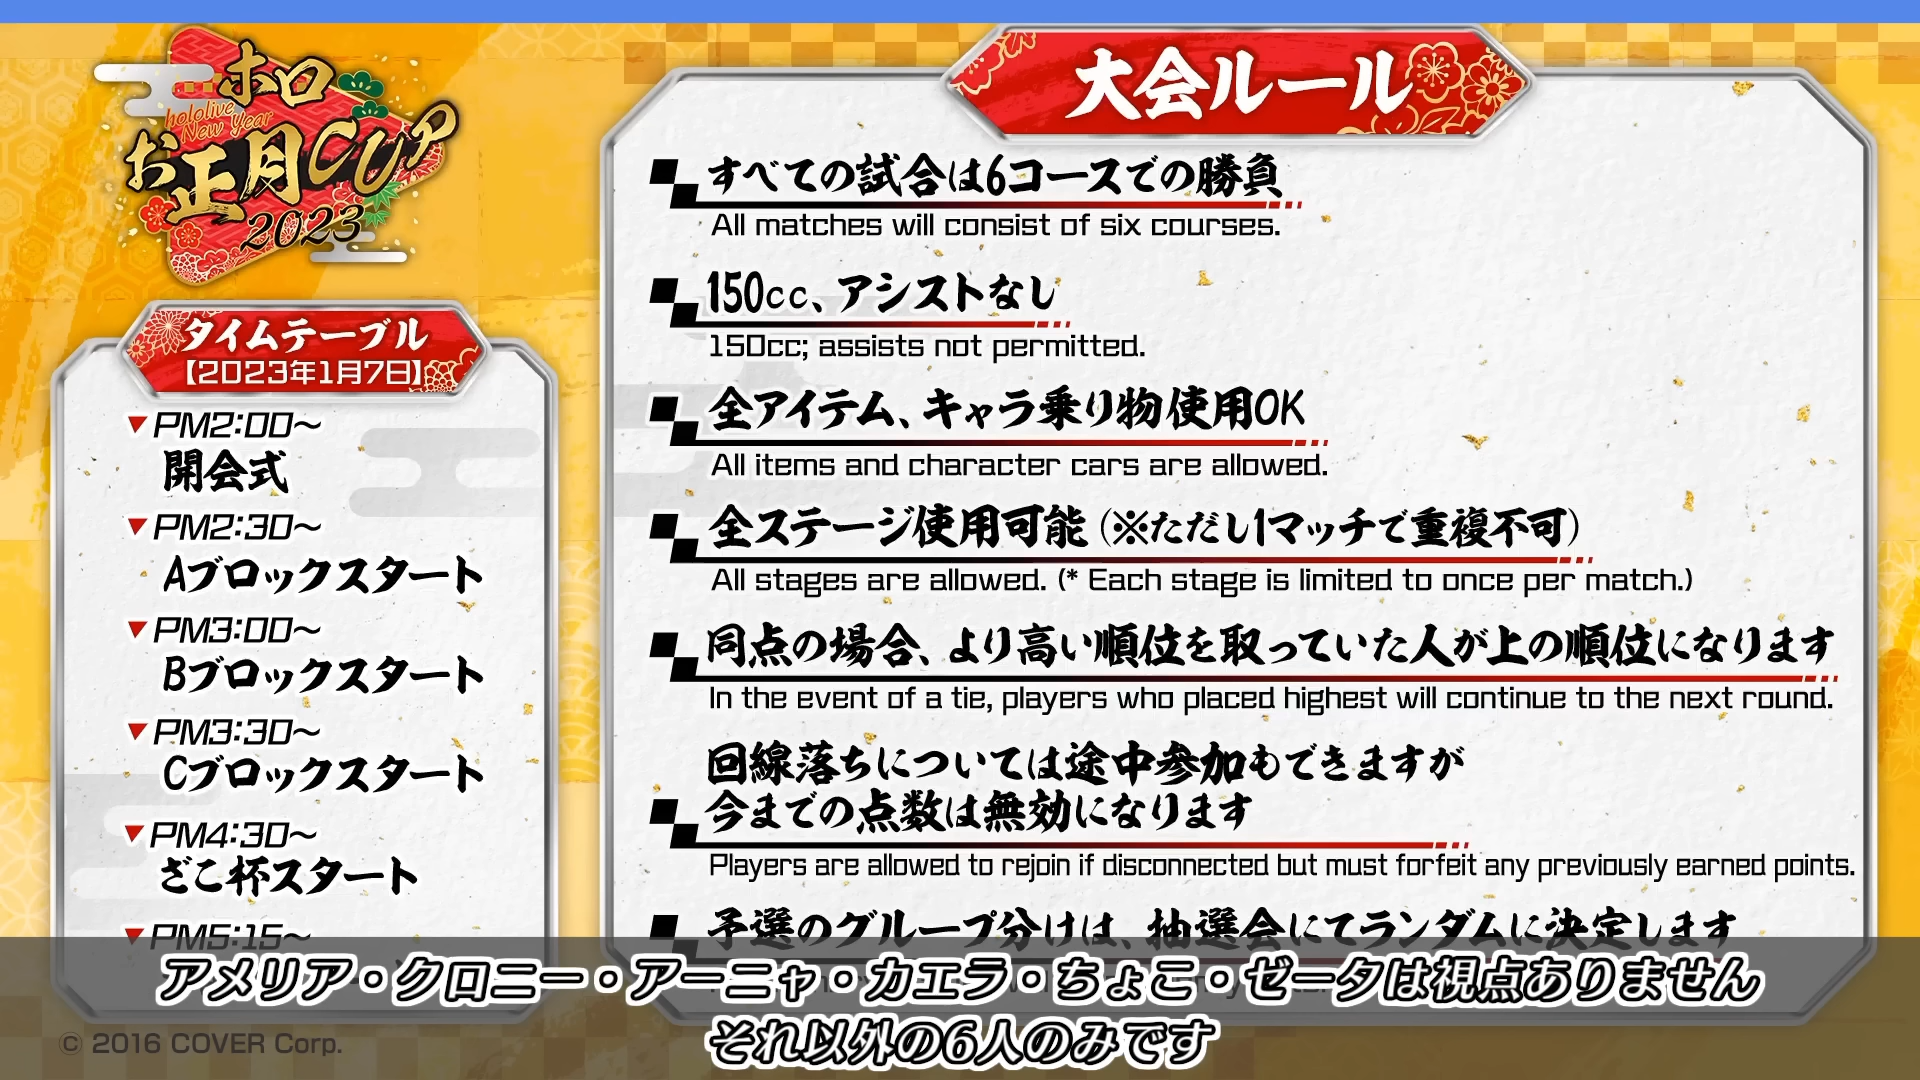 ホロ
hololive
New Year
お正月CUP
2023
タイムテーブル
【2023年1月7日】
PM2:00～
開会式
PM2:30～
Aブロックスタート
PM3:00～
Bブロックスタート
PM3:30～
Cブロックスタート
PM4:30～
ざこ杯スタート
PM5:15～
大会ルール
すべての試合は6コースでの勝負
All matches will consist of six courses.
150cc、アシストなし
150cc; assists not permitted.
全アイテム、キャラ乗り物使用OK
All items and character cars are allowed.
全ステージ使用可能（※ただし1マッチで重複不可）
All stages are allowed. (* Each stage is limited to once per match.)
同点の場合、より高い順位を取っていた人が上の順位になります
In the event of a tie, players who placed highest will continue to the next round.
回線落ちについては途中参加もできますが
今までの点数は無効になります
Players are allowed to rejoin if disconnected but must forfeit any previously earned points.
予選のグループ分けは、抽選会にてランダムに決定します
アメリア・クロニー・アーニャ・カエラ・ちょこ・ゼータは視点ありません
それ以外の6人のみです
© 2016 COVER Corp.